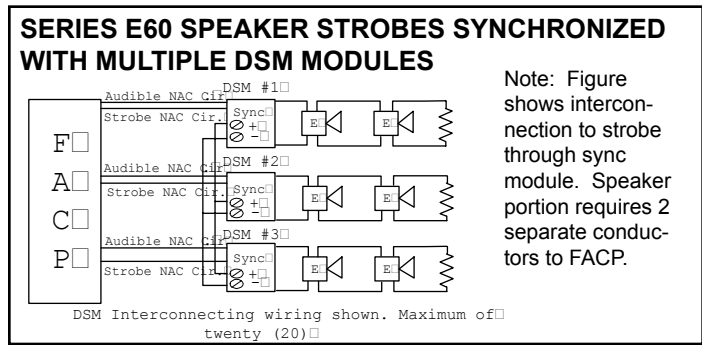 SERIES E60 SPEAKER STROBES SYNCHRONIZED
WITH MULTIPLE DSM MODULES
Note: Figure
shows intercon-
nection to strobe
through sync
module. Speaker
portion requires 2
separate conduc-
tors to FACP.
F□
A□
C□
P□
Audible NAC Cir□
Strobe NAC Cir.□
DSM #1□
Sync□
+□
-□
E□
E□
Audible NAC Cir□
Strobe NAC Cir.□
DSM #2□
Sync□
+□
-□
E□
E□
Audible NAC Cir□
Strobe NAC Cir.□
DSM #3□
Sync□
+□
-□
E□
E□
DSM Interconnecting wiring shown. Maximum of□
twenty (20)□